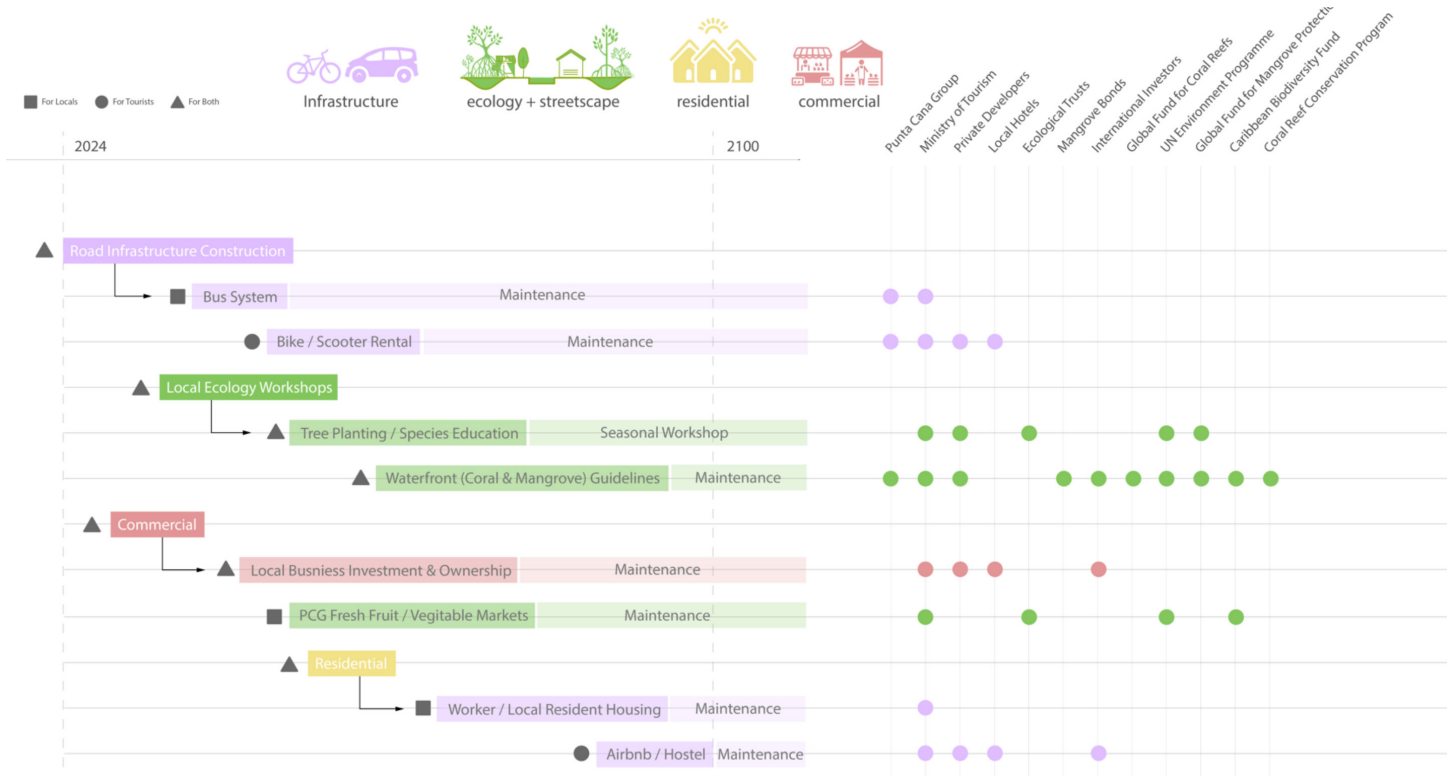 For Locals
For Tourists
For Both
Infrastructure
ecology + streetscape
residential
commercial
Punta Cana Group
Ministry of Tourism
Private Developers
Local Hotels
Ecological Trusts
Mangrove Bonds
International Investors
Global Fund for Coral Reefs
UN Environment Programme
Global Fund for Mangrove Protectio
Caribbean Biodiversity Fund
Coral Reef Conservation Program
2024
2100
Road Infrastructure Construction
Bus System
Maintenance
Bike / Scooter Rental
Maintenance
Local Ecology Workshops
Tree Planting / Species Education
Seasonal Workshop
Waterfront (Coral & Mangrove) Guidelines
Maintenance
Commercial
Local Busniess Investment & Ownership
Maintenance
PCG Fresh Fruit / Vegitable Markets
Maintenance
Residential
Worker / Local Resident Housing
Maintenance
Airbnb / Hostel
Maintenance